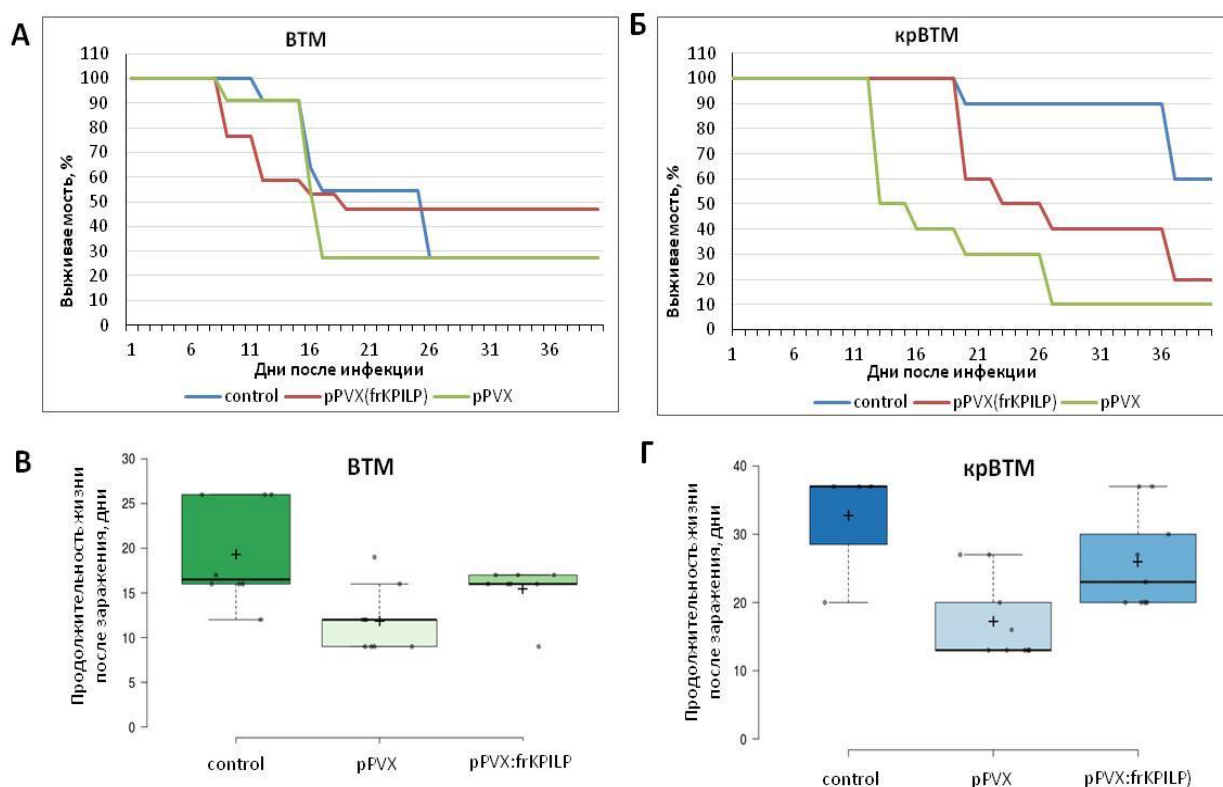 А
ВТМ
110
100
90
80
70
60
50
40
30
20
10
0
Выживаемость, %
1 6 11 16 21 26 31 36
Дни после инфекции
control pPVX(frKPILP) pPVX
Б
крВТМ
110
100
90
80
70
60
50
40
30
20
10
0
Выживаемость, %
1 6 11 16 21 26 31 36
Дни после инфекции
control pPVX(frKPILP) pPVX
В
ВТМ
Продолжительность жизни
после заражения, дни
30
25
20
15
10
5
0
control pPVX pPVX:frKPILP
Г
крВТМ
Продолжительность жизни
после заражения, дни
40
30
20
10
0
control pPVX pPVX:frKPILP)